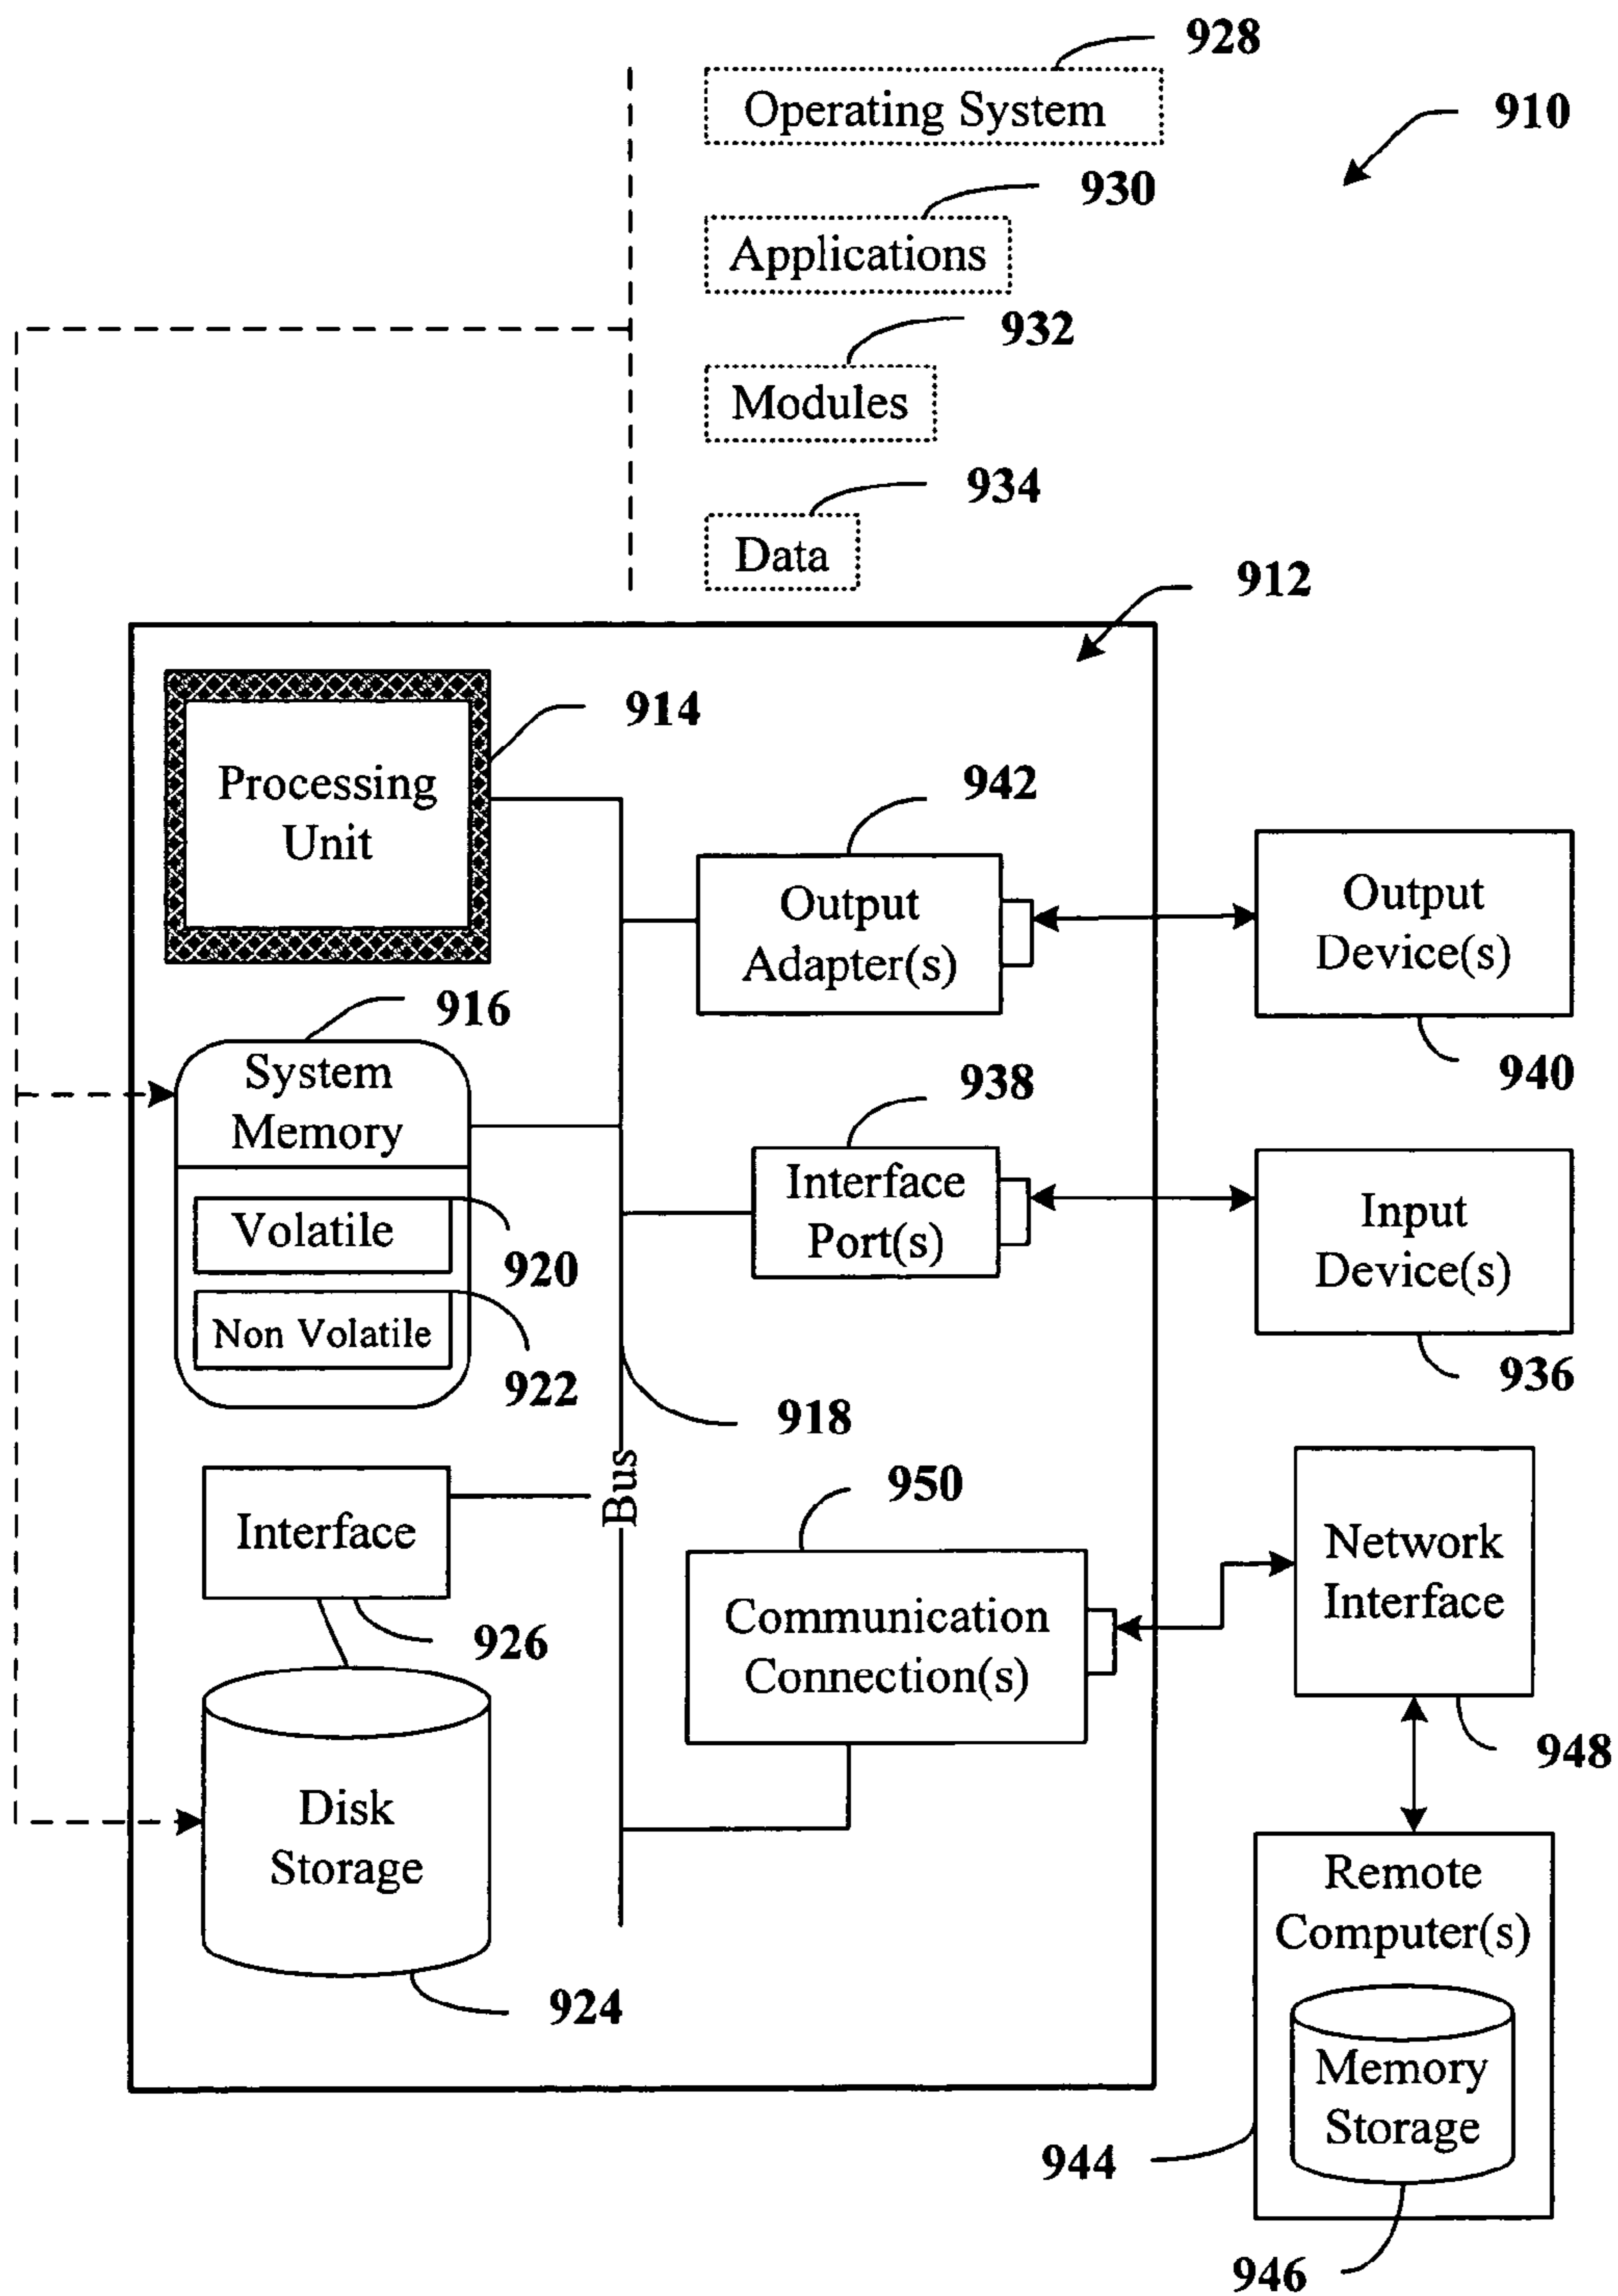 928
Operating System
910
930
Applications
932
Modules
934
Data
912
914
Processing
Unit
942
Output
Adapter(s)
Output
Device(s)
940
916
System
Memory
938
Interface
Port(s)
Input
Device(s)
936
Volatile
920
Non Volatile
922
918
Bus
950
Interface
926
Communication
Connection(s)
Network
Interface
948
Disk
Storage
924
Remote
Computer(s)
Memory
Storage
944
946